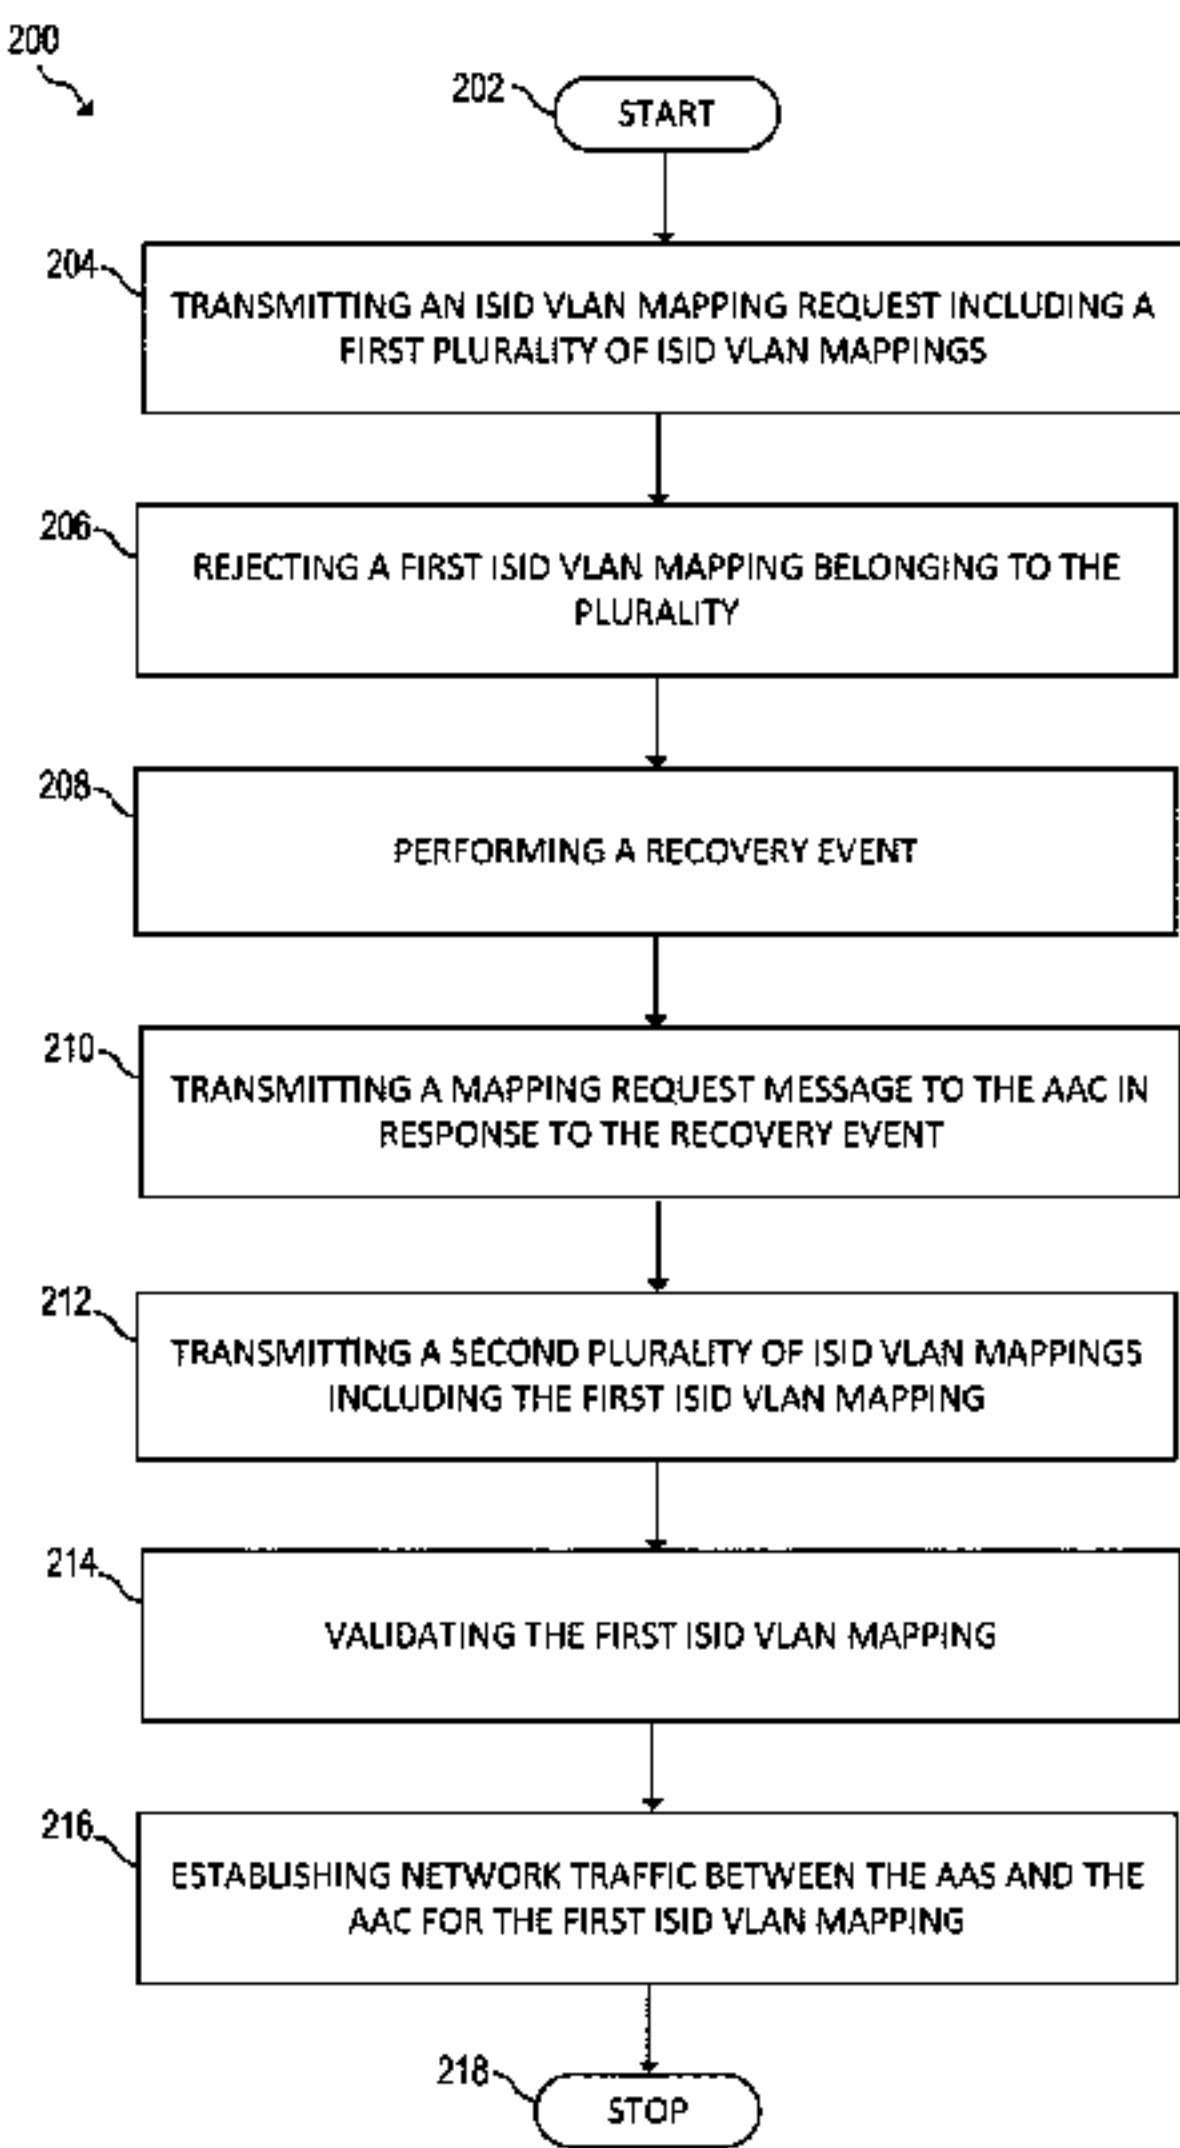 200
202
START
204
TRANSMITTING AN ISID VLAN MAPPING REQUEST INCLUDING A
FIRST PLURALITY OF ISID VLAN MAPPINGS
206
REJECTING A FIRST ISID VLAN MAPPING BELONGING TO THE
PLURALITY
208
PERFORMING A RECOVERY EVENT
210
TRANSMITTING A MAPPING REQUEST MESSAGE TO THE AAC IN
RESPONSE TO THE RECOVERY EVENT
212
TRANSMITTING A SECOND PLURALITY OF ISID VLAN MAPPINGS
INCLUDING THE FIRST ISID VLAN MAPPING
214
VALIDATING THE FIRST ISID VLAN MAPPING
216
ESTABLISHING NETWORK TRAFFIC BETWEEN THE AAS AND THE
AAC FOR THE FIRST ISID VLAN MAPPING
218
STOP